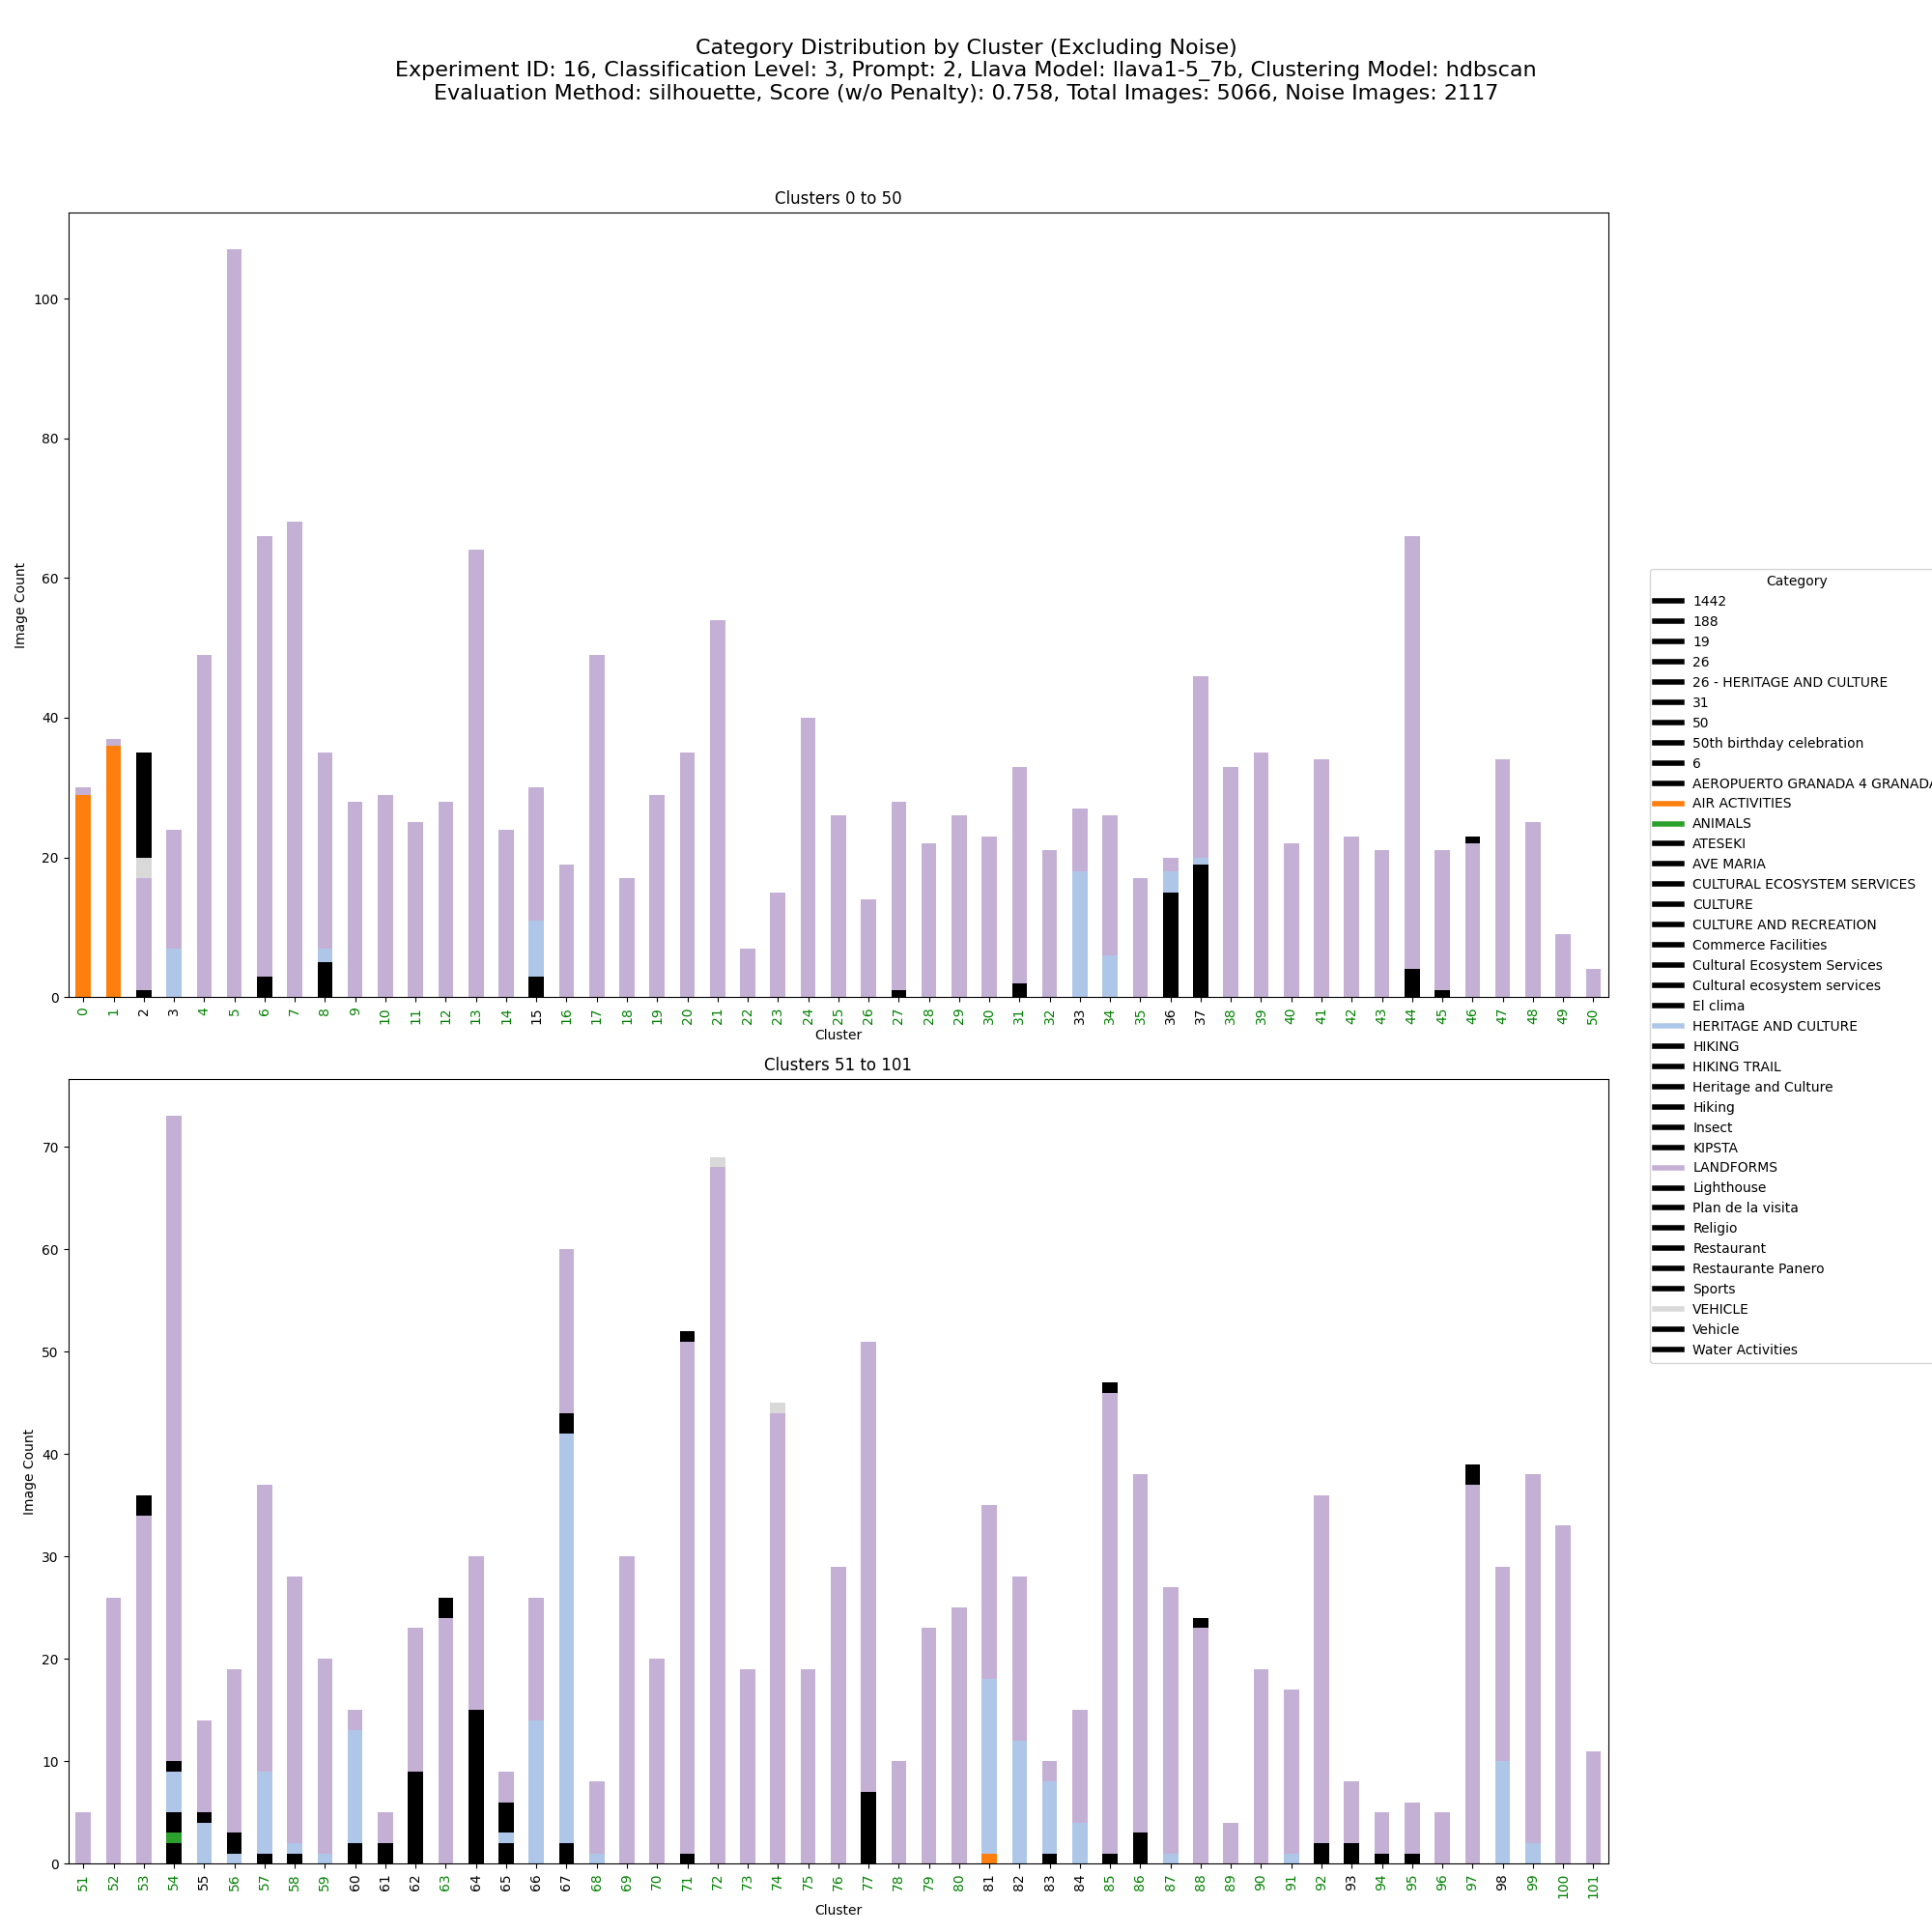 Category Distribution by Cluster (Excluding Noise)
Experiment ID: 16, Classification Level: 3, Prompt: 2, Llava Model: llava1-5_7b, Clustering Model: hdbscan
Evaluation Method: silhouette, Score (w/o Penalty): 0.758, Total Images: 5066, Noise Images: 2117
Clusters 0 to 50
Image Count
100
80
60
40
20
0
0 1 2 3 4 5 6 7 8 9 10 11 12 13 14 15 16 17 18 19 20 21 22 23 24 25 26 27 28 29 30 31 32 33 34 35 36 37 38 39 40 41 42 43 44 45 46 47 48 49 50
Cluster
Clusters 51 to 101
Image Count
70
60
50
40
30
20
10
0
51 52 53 54 55 56 57 58 59 60 61 62 63 64 65 66 67 68 69 70 71 72 73 74 75 76 77 78 79 80 81 82 83 84 85 86 87 88 89 90 91 92 93 94 95 96 97 98 99 100 101
Cluster
Category
1442
188
19
26
26 - HERITAGE AND CULTURE
31
50
50th birthday celebration
6
AEROPUERTO GRANADA 4 GRANADA
AIR ACTIVITIES
ANIMALS
ATESEKI
AVE MARIA
CULTURAL ECOSYSTEM SERVICES
CULTURE
CULTURE AND RECREATION
Commerce Facilities
Cultural Ecosystem Services
Cultural ecosystem services
El clima
HERITAGE AND CULTURE
HIKING
HIKING TRAIL
Heritage and Culture
Hiking
Insect
KIPSTA
LANDFORMS
Lighthouse
Plan de la visita
Religio
Restaurant
Restaurante Panero
Sports
VEHICLE
Vehicle
Water Activities